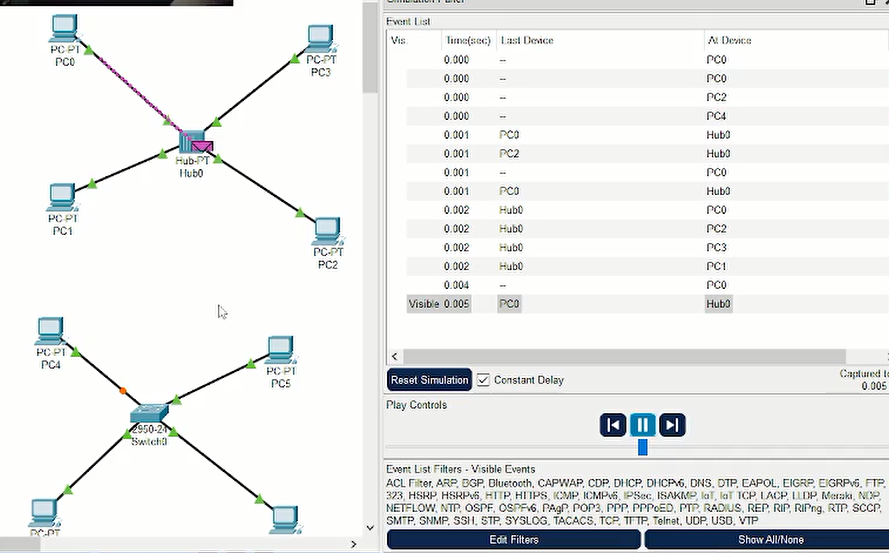 Simulation Panel
Event List
Vis. Time(sec) Last Device At Device
0.000 -- PC0
0.000 -- PC0
0.000 -- PC2
0.000 -- PC4
0.001 PC0 Hub0
0.001 PC2 Hub0
0.001 -- PC0
0.001 PC0 Hub0
0.002 Hub0 PC0
0.002 Hub0 PC2
0.002 Hub0 PC3
0.002 Hub0 PC1
0.004 -- PC0
Visible 0.005 PC0 Hub0
Reset Simulation Constant Delay
Captured to
0.005
Play Controls
Event List Filters - Visible Events
ACL Filter, ARP, BGP, Bluetooth, CAPWAP, CDP, DHCP, DHCPv6, DNS, DTP, EAPOL, EIGRP, EIGRPv6, FTP,
323, HSRP, HSRPv6, HTTP, HTTPS, ICMP, ICMPv6, IPSec, ISAKMP, IoT, IoT TCP, LACP, LLDP, Meraki, NDP,
NETFLOW, NTP, OSPF, OSPFv6, PAgP, POP3, PPP, PPPoED, PTP, RADIUS, REP, RIP, RIPng, RTP, SCCP,
SMTP, SNMP, SSH, STP, SYSLOG, TACACS, TCP, TFTP, Telnet, UDP, USB, VTP
Edit Filters Show All/None
PC-PT
PC0
PC-PT
PC3
Hub-PT
Hub0
PC-PT
PC1
PC-PT
PC2
PC-PT
PC4
PC-PT
PC5
2950-24
Switch0
PC-PT
PC-PT